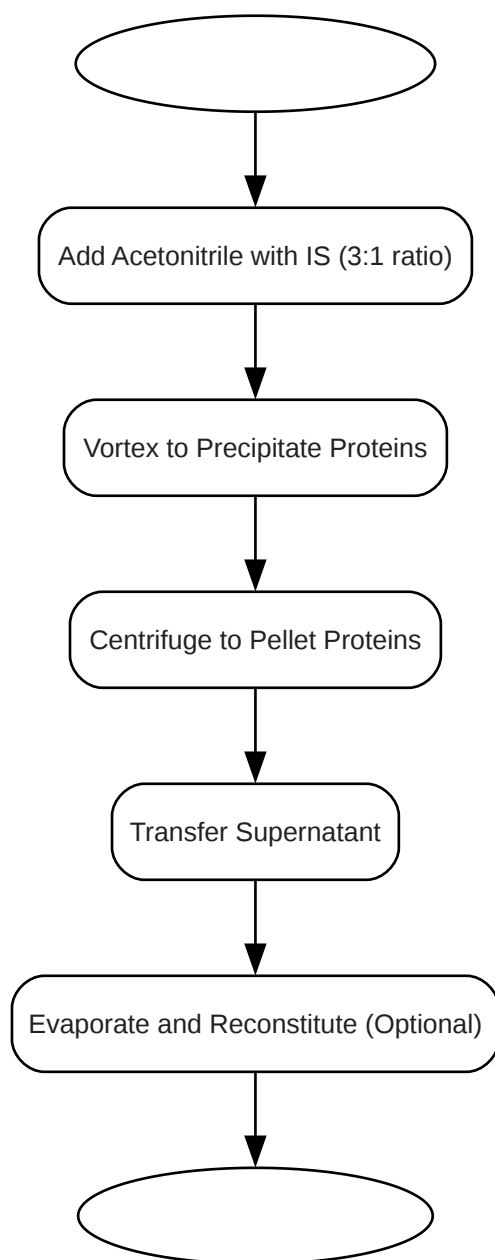 Add Acetonitrile with IS (3:1 ratio)
Vortex to Precipitate Proteins
Centrifuge to Pellet Proteins
Transfer Supernatant
Evaporate and Reconstitute (Optional)